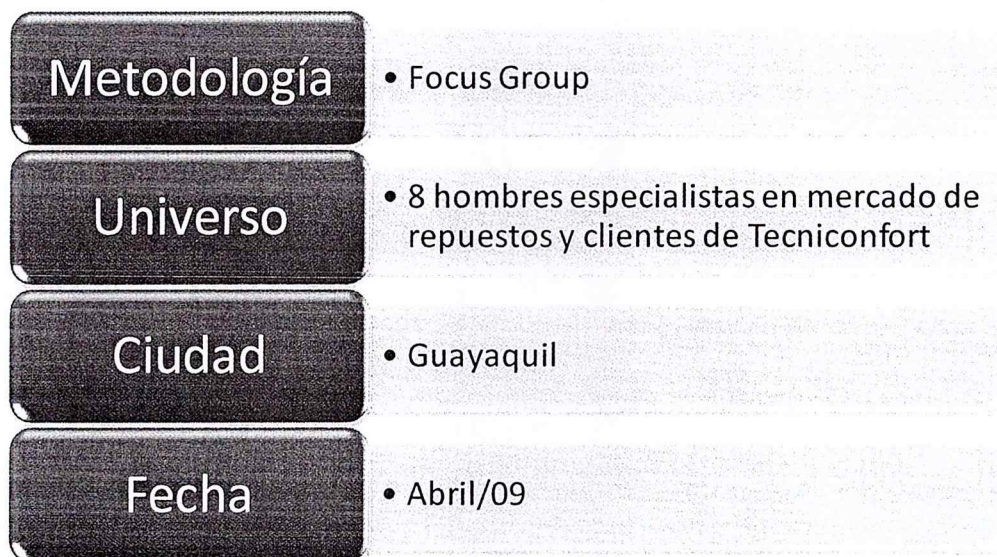 Metodología
• Focus Group
Universo
• 8 hombres especialistas en mercado de
repuestos y clientes de Tecniconfort
Ciudad
• Guayaquil
Fecha
• Abril/09